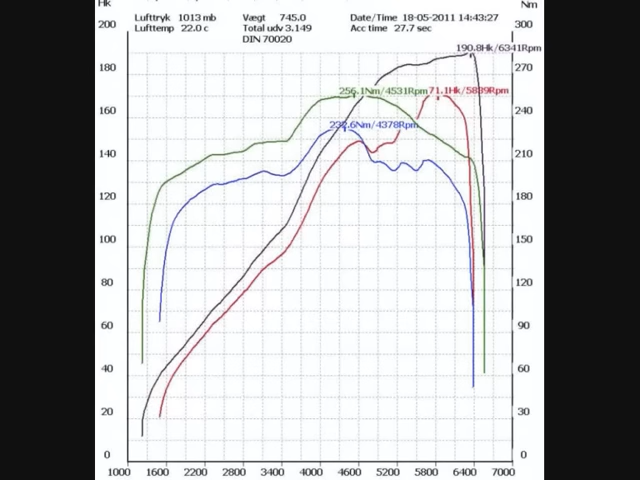 Hk Nm
200 Lufttryk 1013 mb Vægt 745.0 Date/Time 18-05-2011 14:43:27 300
Lufttemp 22.0 c Total udv 3.149 Acc time 27.7 sec
DIN 70020
190.8Hk/6341Rpm
180 270
256.1Nm/4531Rpm 71.1Hk/5839Rpm
160 240
232.6Nm/4378Rpm
140 210
120 180
100 150
80 120
60 90
40 60
20 30
0 0
1000 1600 2200 2800 3400 4000 4600 5200 5800 6400 7000